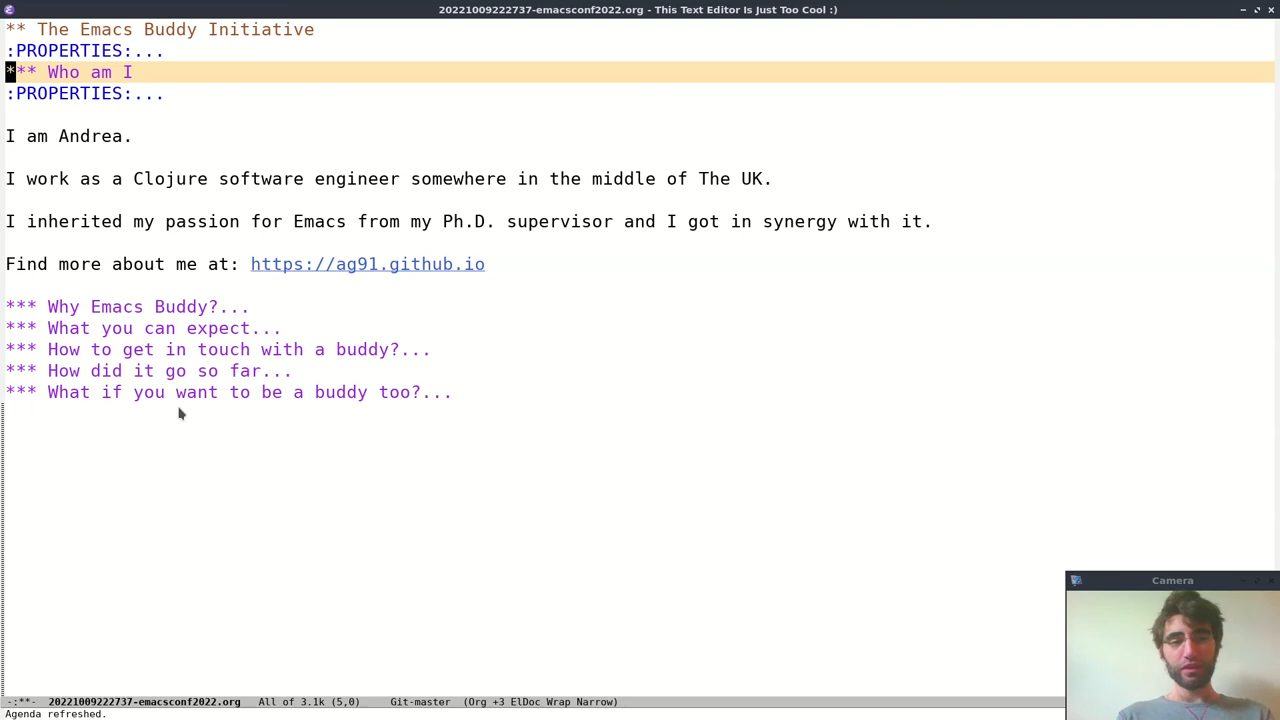 20221009222737-emacsconf2022.org - This Text Editor Is Just Too Cool :)
** The Emacs Buddy Initiative
:PROPERTIES:...
*** Who am I
:PROPERTIES:...
I am Andrea.
I work as a Clojure software engineer somewhere in the middle of The UK.
I inherited my passion for Emacs from my Ph.D. supervisor and I got in synergy with it.
Find more about me at: https://ag91.github.io
*** Why Emacs Buddy?...
*** What you can expect...
*** How to get in touch with a buddy?...
*** How did it go so far...
*** What if you want to be a buddy too?...
Camera
-:**-  20221009222737-emacsconf2022.org   All of 3.1k (5,0)     Git-master  (Org +3 ElDoc Wrap Narrow)
Agenda refreshed.